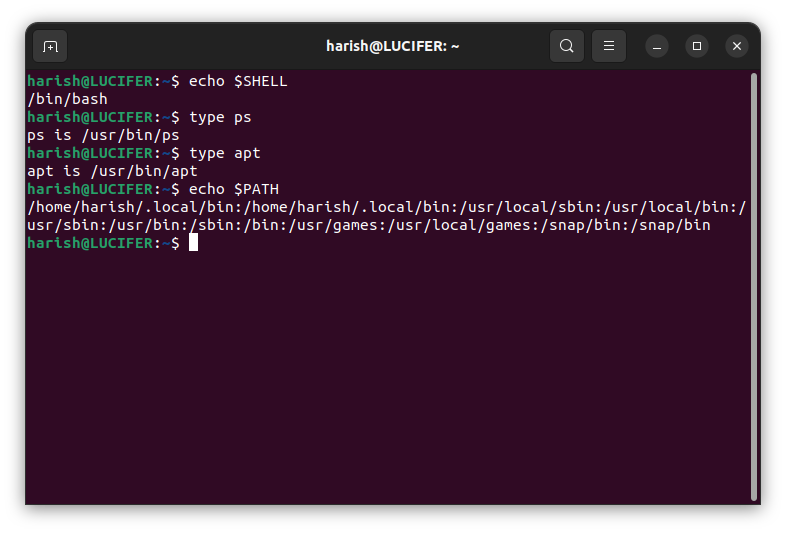 harish@LUCIFER: ~
harish@LUCIFER:~$ echo $SHELL
/bin/bash
harish@LUCIFER:~$ type ps
ps is /usr/bin/ps
harish@LUCIFER:~$ type apt
apt is /usr/bin/apt
harish@LUCIFER:~$ echo $PATH
/home/harish/.local/bin:/home/harish/.local/bin:/usr/local/sbin:/usr/local/bin:/
usr/sbin:/usr/bin:/sbin:/bin:/usr/games:/usr/local/games:/snap/bin:/snap/bin
harish@LUCIFER:~$